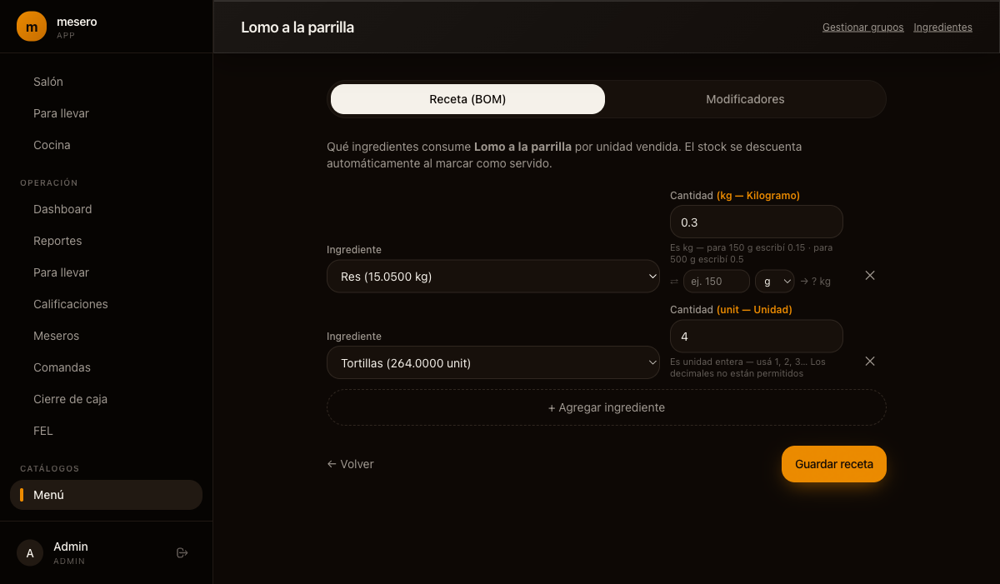 m
mesero
APP
Salón
Para llevar
Cocina
OPERACIÓN
Dashboard
Reportes
Para llevar
Calificaciones
Meseros
Comandas
Cierre de caja
FEL
CATÁLOGOS
Menú
A
Admin
ADMIN
Lomo a la parrilla
Gestionar grupos Ingredientes
Receta (BOM) Modificadores
Qué ingredientes consume Lomo a la parrilla por unidad vendida. El stock se descuenta
automáticamente al marcar como servido.
Cantidad (kg — Kilogramo)
0.3
Es kg — para 150 g escribí 0.15 · para
500 g escribí 0.5
Ingrediente
Res (15.0500 kg)
⇄ ej. 150 g → ? kg
Cantidad (unit — Unidad)
4
Es unidad entera — usá 1, 2, 3... Los
decimales no están permitidos
Ingrediente
Tortillas (264.0000 unit)
+ Agregar ingrediente
← Volver
Guardar receta